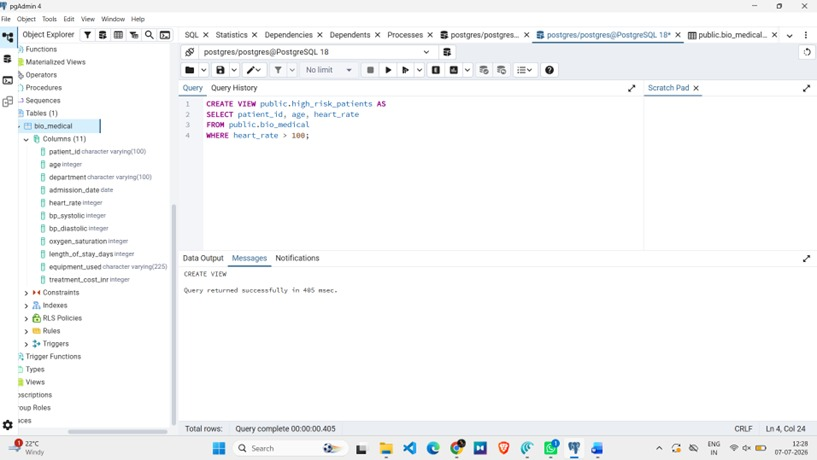 pgAdmin 4
File Object Tools Edit View Window Help
Object Explorer
SQL Statistics Dependencies Dependents Processes postgres/postgres... postgres/postgres@PostgreSQL 18* public.bio_medical...
postgres/postgres@PostgreSQL 18
No limit
Query Query History
Scratch Pad
Functions
Materialized Views
Operators
Procedures
Sequences
Tables (1)
bio_medical
Columns (11)
patient_id character varying(100)
age integer
department character varying(100)
admission_date date
heart_rate integer
bp_systolic integer
bp_diastolic integer
oxygen_saturation integer
length_of_stay_days integer
equipment_used character varying(225)
treatment_cost_inr integer
Constraints
Indexes
RLS Policies
Rules
Triggers
Trigger Functions
Types
Views
bscriptions
roup Roles
aces
1 CREATE VIEW public.high_risk_patients AS
2 SELECT patient_id, age, heart_rate
3 FROM public.bio_medical
4 WHERE heart_rate > 100;
Data Output Messages Notifications
CREATE VIEW
Query returned successfully in 405 msec.
Total rows: Query complete 00:00:00.405
CRLF Ln 4, Col 24
1
22°C
Windy
Search
1
ENG
IN
12:28
07-07-2026